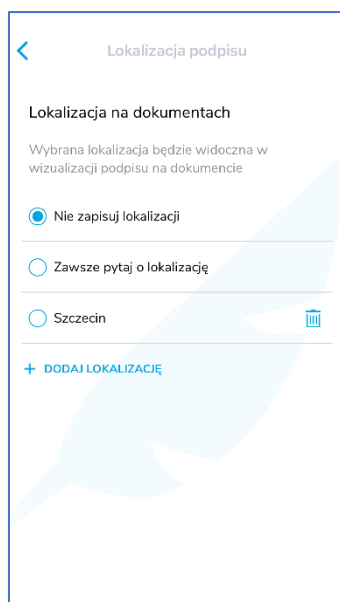 Lokalizacja podpisu
Lokalizacja na dokumentach
Wybrana lokalizacja będzie widoczna w
wizualizacji podpisu na dokumencie
Nie zapisuj lokalizacji
Zawsze pytaj o lokalizację
Szczecin
+ DODAJ LOKALIZACJĘ